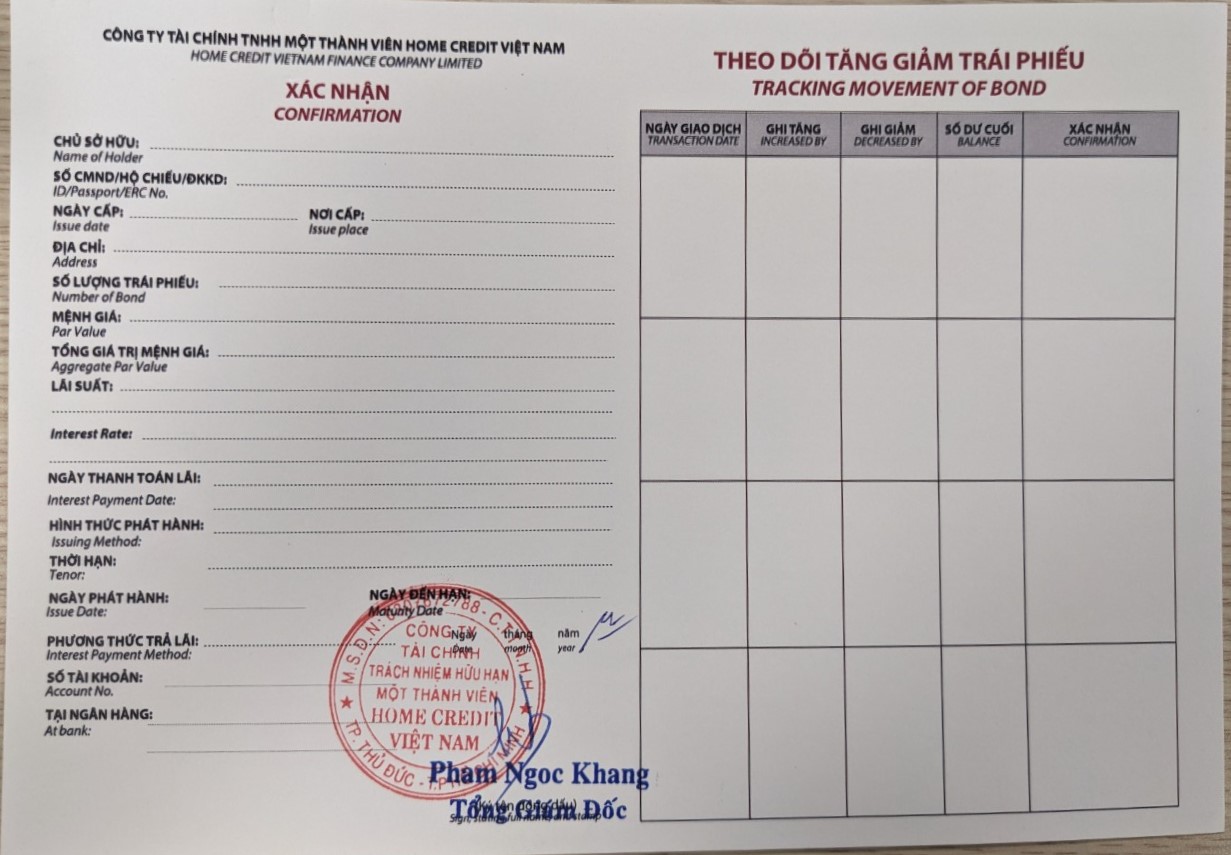 CÔNG TY TÀI CHÍNH TNHH MỘT THÀNH VIÊN HOME CREDIT VIỆT NAM
HOME CREDIT VIETNAM FINANCE COMPANY LIMITED
XÁC NHẬN
CONFIRMATION
CHỦ SỞ HỮU:
Name of Holder
SỐ CMND/HỘ CHIẾU/ĐKKD:
ID/Passport/ERC No.
NGÀY CẤP: NƠI CẤP:
Issue date Issue place
ĐỊA CHỈ:
Address
SỐ LƯỢNG TRÁI PHIẾU:
Number of Bond
MỆNH GIÁ:
Par Value
TỔNG GIÁ TRỊ MỆNH GIÁ:
Aggregate Par Value
LÃI SUẤT:
Interest Rate:
NGÀY THANH TOÁN LÃI:
Interest Payment Date:
HÌNH THỨC PHÁT HÀNH:
Issuing Method:
THỜI HẠN:
Tenor:
NGÀY PHÁT HÀNH: NGÀY ĐẾN HẠN:
Issue Date: Maturity Date
PHƯƠNG THỨC TRẢ LÃI:
Interest Payment Method:
SỐ TÀI KHOẢN:
Account No.
TẠI NGÂN HÀNG:
At bank:
Ngày tháng năm
Date month year
M.S.D.N: C.T.T.N.H.H
CÔNG TY
TÀI CHÍNH
TRÁCH NHIỆM HỮU HẠN
MỘT THÀNH VIÊN
HOME CREDIT
VIỆT NAM
TP. THỦ ĐỨC - T.P HỒ CHÍ MINH
Phạm Ngọc Khang
Tổng Giám Đốc
THEO DÕI TĂNG GIẢM TRÁI PHIẾU
TRACKING MOVEMENT OF BOND
NGÀY GIAO DỊCH GHI TĂNG GHI GIẢM SỐ DƯ CUỐI XÁC NHẬN
TRANSACTION DATE INCREASED BY DECREASED BY BALANCE CONFIRMATION